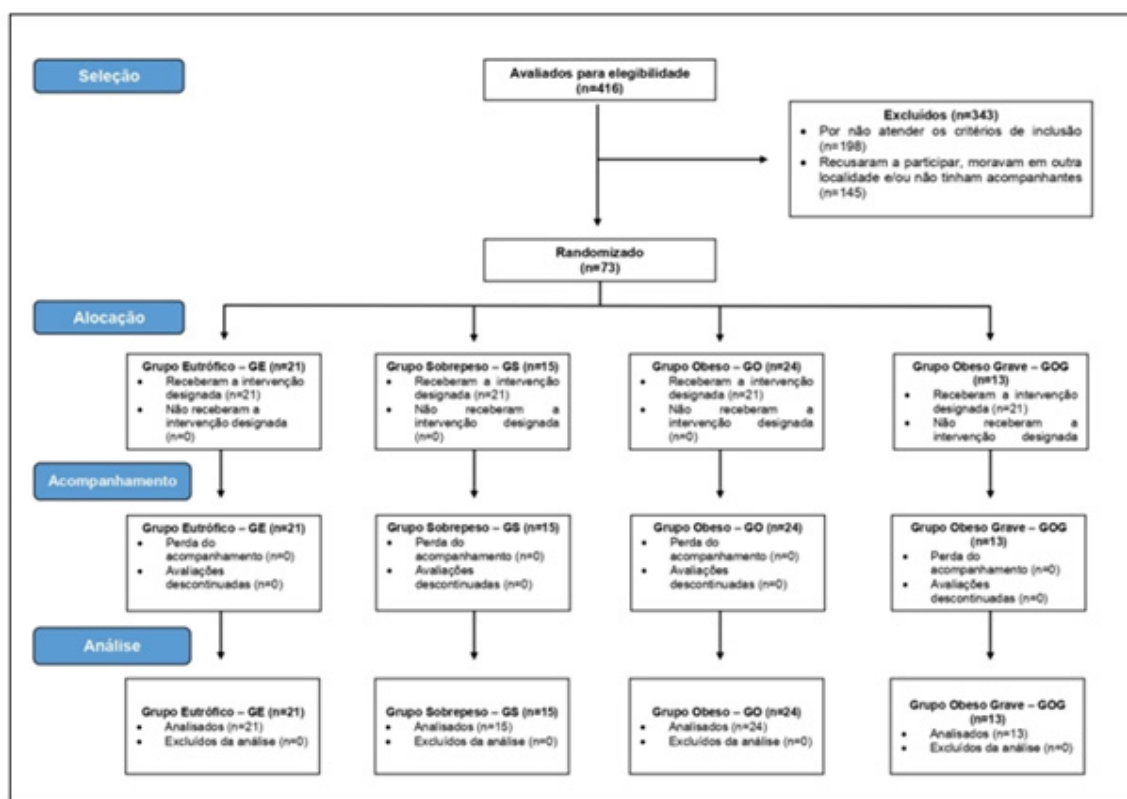 Seleção
Avaliados para elegibilidade
(n=416)
Excluídos (n=343)
• Por não atender os critérios de inclusão
(n=198)
• Recusaram a participar, moravam em outra
localidade e/ou não tinham acompanhantes
(n=145)
Randomizado
(n=73)
Alocação
Grupo Eutrófico – GE (n=21)
• Receberam a intervenção
designada (n=21)
• Não receberam a
intervenção designada
(n=0)
Grupo Sobrepeso – GS (n=15)
• Receberam a intervenção
designada (n=21)
• Não receberam a
intervenção designada
(n=0)
Grupo Obeso – GO (n=24)
• Receberam a intervenção
designada (n=21)
• Não receberam a
intervenção designada
(n=0)
Grupo Obeso Grave – GOG
(n=13)
• Receberam a intervenção
designada (n=21)
• Não receberam a
intervenção designada
Acompanhamento
Grupo Eutrófico – GE (n=21)
• Perda do
acompanhamento (n=0)
• Avaliações
descontinuadas (n=0)
Grupo Sobrepeso – GS (n=15)
• Perda do
acompanhamento (n=0)
• Avaliações
descontinuadas (n=0)
Grupo Obeso – GO (n=24)
• Perda do
acompanhamento (n=0)
• Avaliações
descontinuadas (n=0)
Grupo Obeso Grave – GOG
(n=13)
• Perda do
acompanhamento (n=0)
• Avaliações
descontinuadas (n=0)
Análise
Grupo Eutrófico – GE (n=21)
• Analisados (n=21)
• Excluídos da análise (n=0)
Grupo Sobrepeso – GS (n=15)
• Analisados (n=15)
• Excluídos da análise (n=0)
Grupo Obeso – GO (n=24)
• Analisados (n=24)
• Excluídos da análise (n=0)
Grupo Obeso Grave – GOG
(n=13)
• Analisados (n=13)
• Excluídos da análise (n=0)